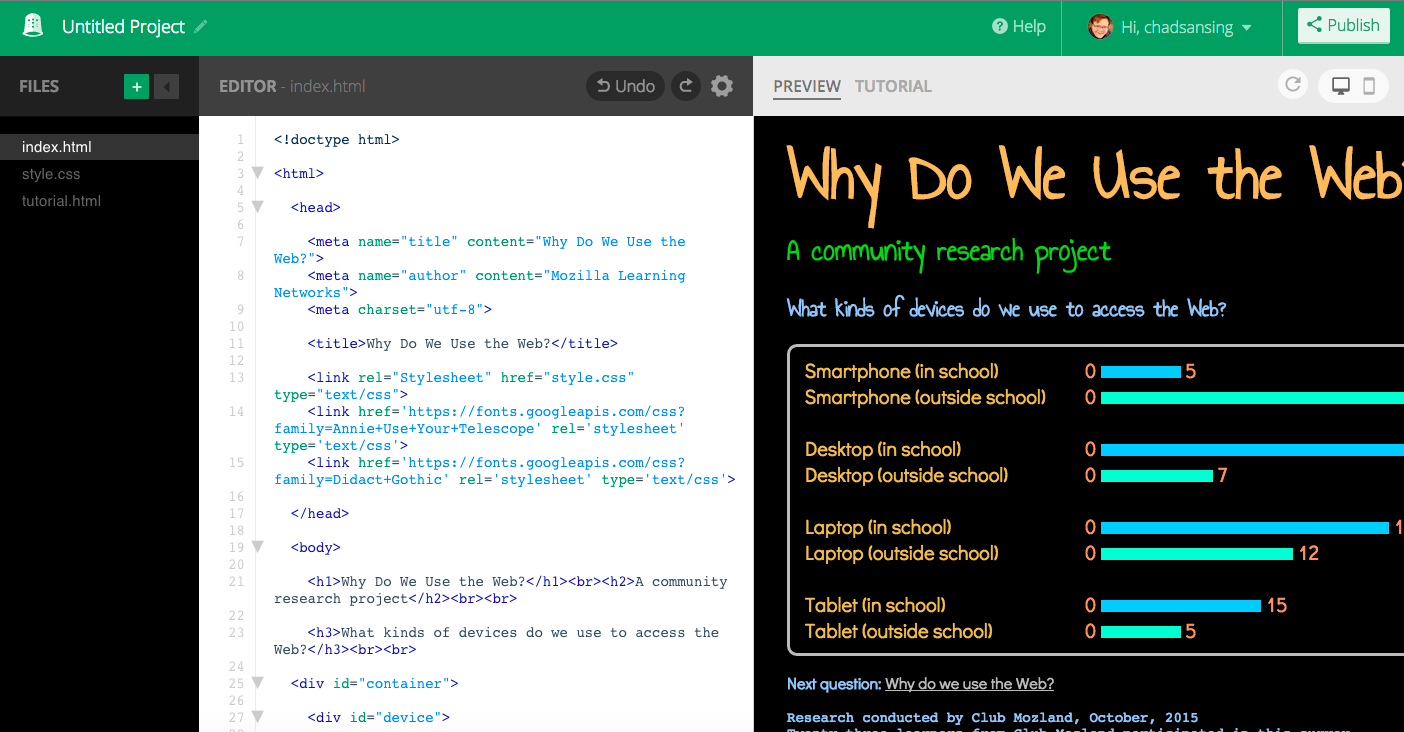 Untitled Project
Help
Hi, chadsansing
Publish
FILES
EDITOR - index.html
Undo
PREVIEW
TUTORIAL
index.html
style.css
tutorial.html
1 <!doctype html>
2
3 <html>
4
5 <head>
6
7 <meta name="title" content="Why Do We Use the
Web?">
8 <meta name="author" content="Mozilla Learning
Networks">
9 <meta charset="utf-8">
10
11 <title>Why Do We Use the Web?</title>
12
13 <link rel="Stylesheet" href="style.css"
type="text/css">
14 <link href='https://fonts.googleapis.com/css?
family=Annie+Use+Your+Telescope' rel='stylesheet'
type='text/css'>
15 <link href='https://fonts.googleapis.com/css?
family=Didact+Gothic' rel='stylesheet' type='text/css'>
16
17 </head>
18
19 <body>
20
21 <h1>Why Do We Use the Web?</h1><br><h2>A community
research project</h2><br><br>
22
23 <h3>What kinds of devices do we use to access the
Web?</h3><br><br>
24
25 <div id="container">
26
27 <div id="device">
Why Do We Use the Web?
A community research project
What kinds of devices do we use to access the Web?
Smartphone (in school) 0 5
Smartphone (outside school) 0
Desktop (in school) 0
Desktop (outside school) 0 7
Laptop (in school) 0 1
Laptop (outside school) 0 12
Tablet (in school) 0 15
Tablet (outside school) 0 5
Next question: Why do we use the Web?
Research conducted by Club Mozland, October, 2015
Twenty-three learners from Club Mozland participated in this survey